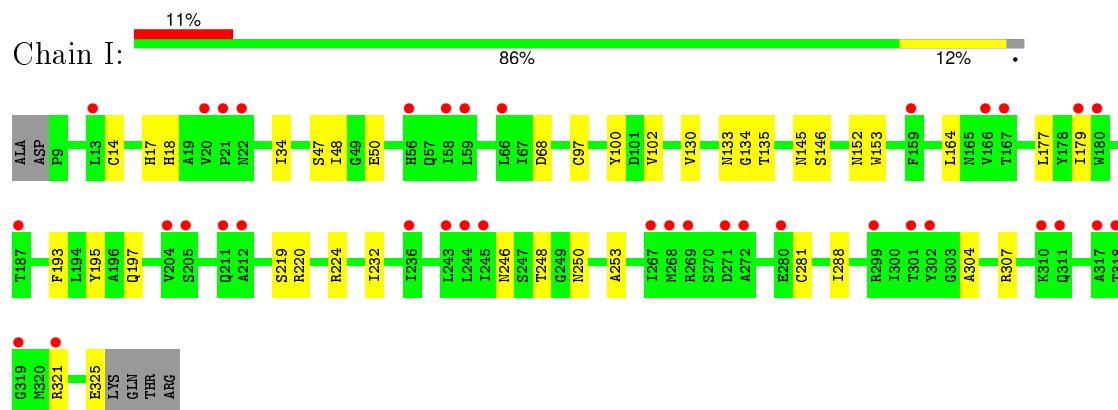 11%
Chain I:
86% 12% •
ALA ASP P9 L13 C14 H17 H18 A19 V20 P21 N22 I34 S47 I48 G49 E50 H56 Q57 I58 L59 L66 I67 D68 C97 Y100 D101 V102 V130 N133 G134 T135 N145 S146 N152 W153 F159 L164 N165 V166 T167 L177 Y178 I179 W180
T187 F193 L194 Y195 A196 Q197 V204 S205 Q211 A212 S219 R220 R224 I232 I236 L243 L244 I245 N246 S247 T248 G249 N250 A253 I267 M268 R269 S270 D271 A272 E280 C281 I288 R299 I300 T301 Y302 G303 A304 R307 K310 Q311 A317 T318
G319 M320 R321 E325 LYS GLN THR ARG